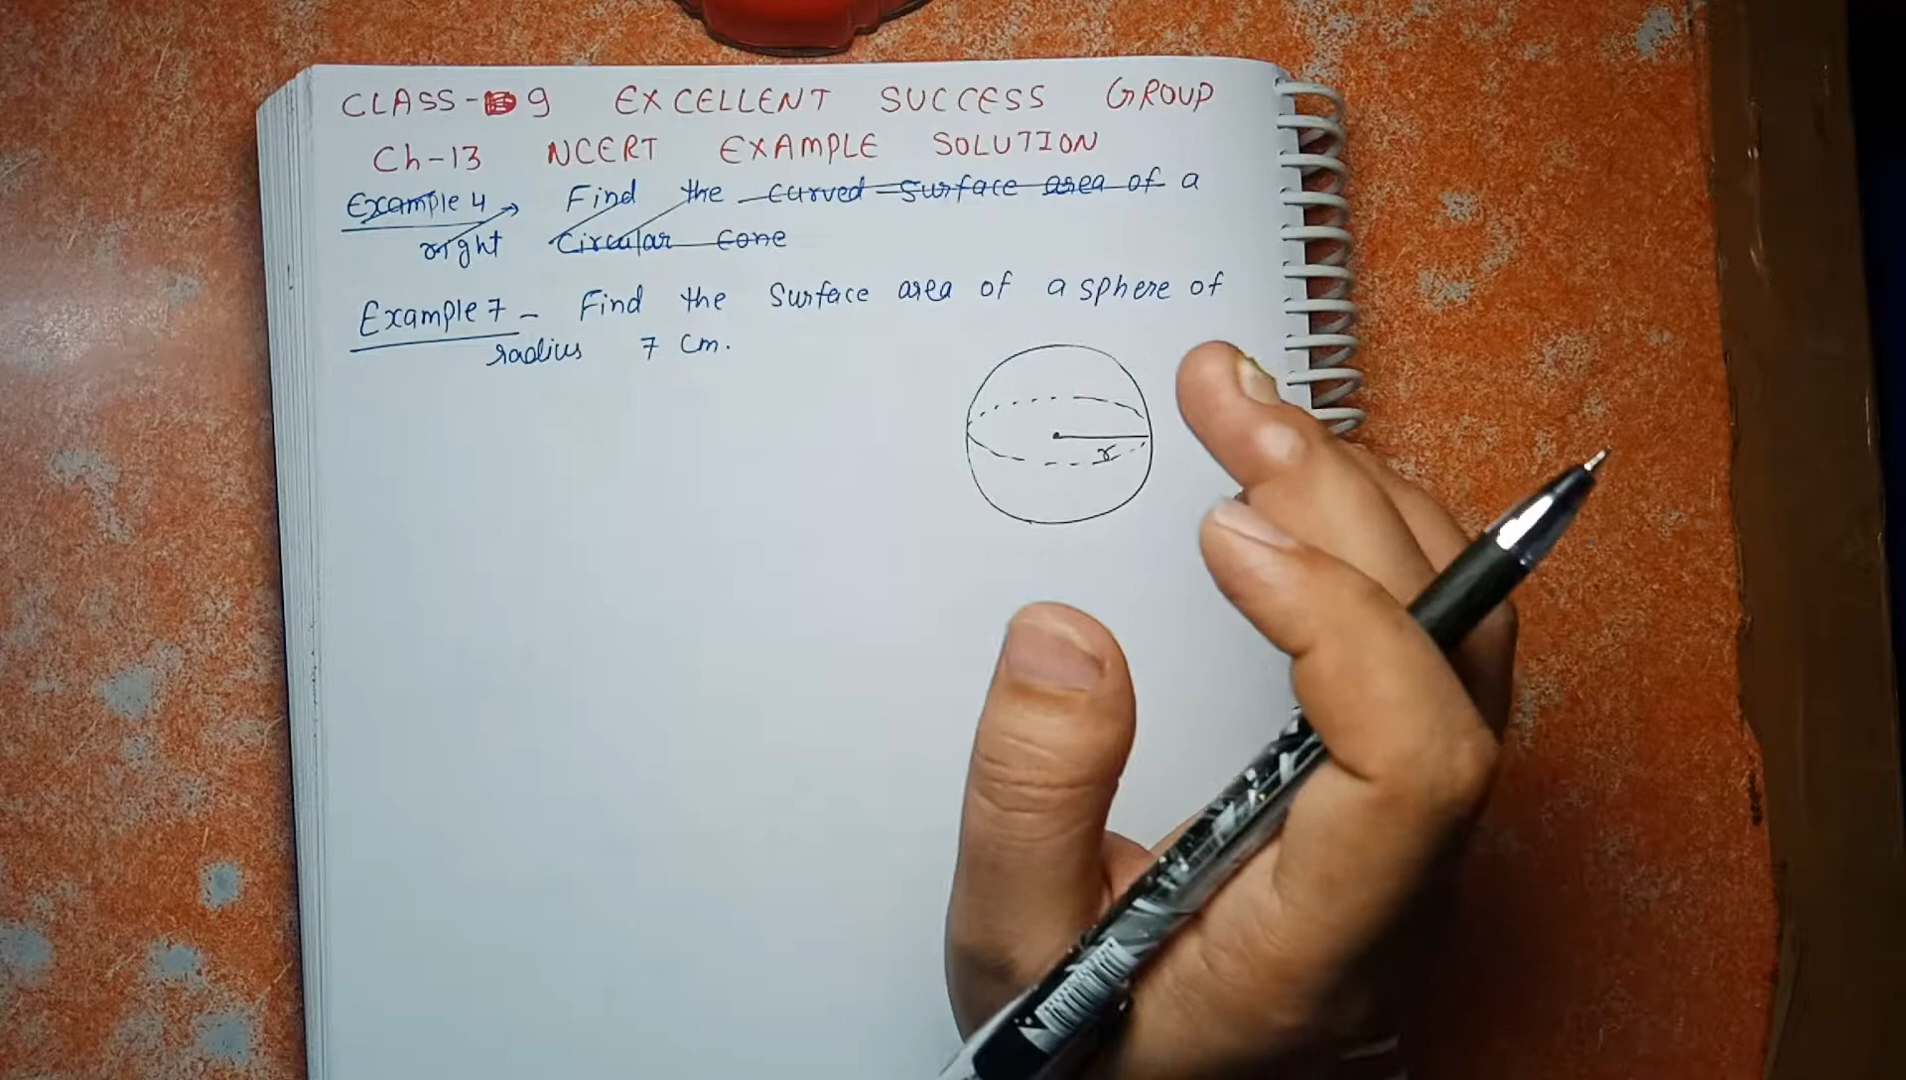 CLASS - 9 EXCELLENT SUCCESS GROUP
Ch-13 NCERT EXAMPLE SOLUTION
Example 4 → Find the curved surface area of a
right Circular cone
Example 7 - Find the Surface area of a sphere of
radius 7 cm.
r